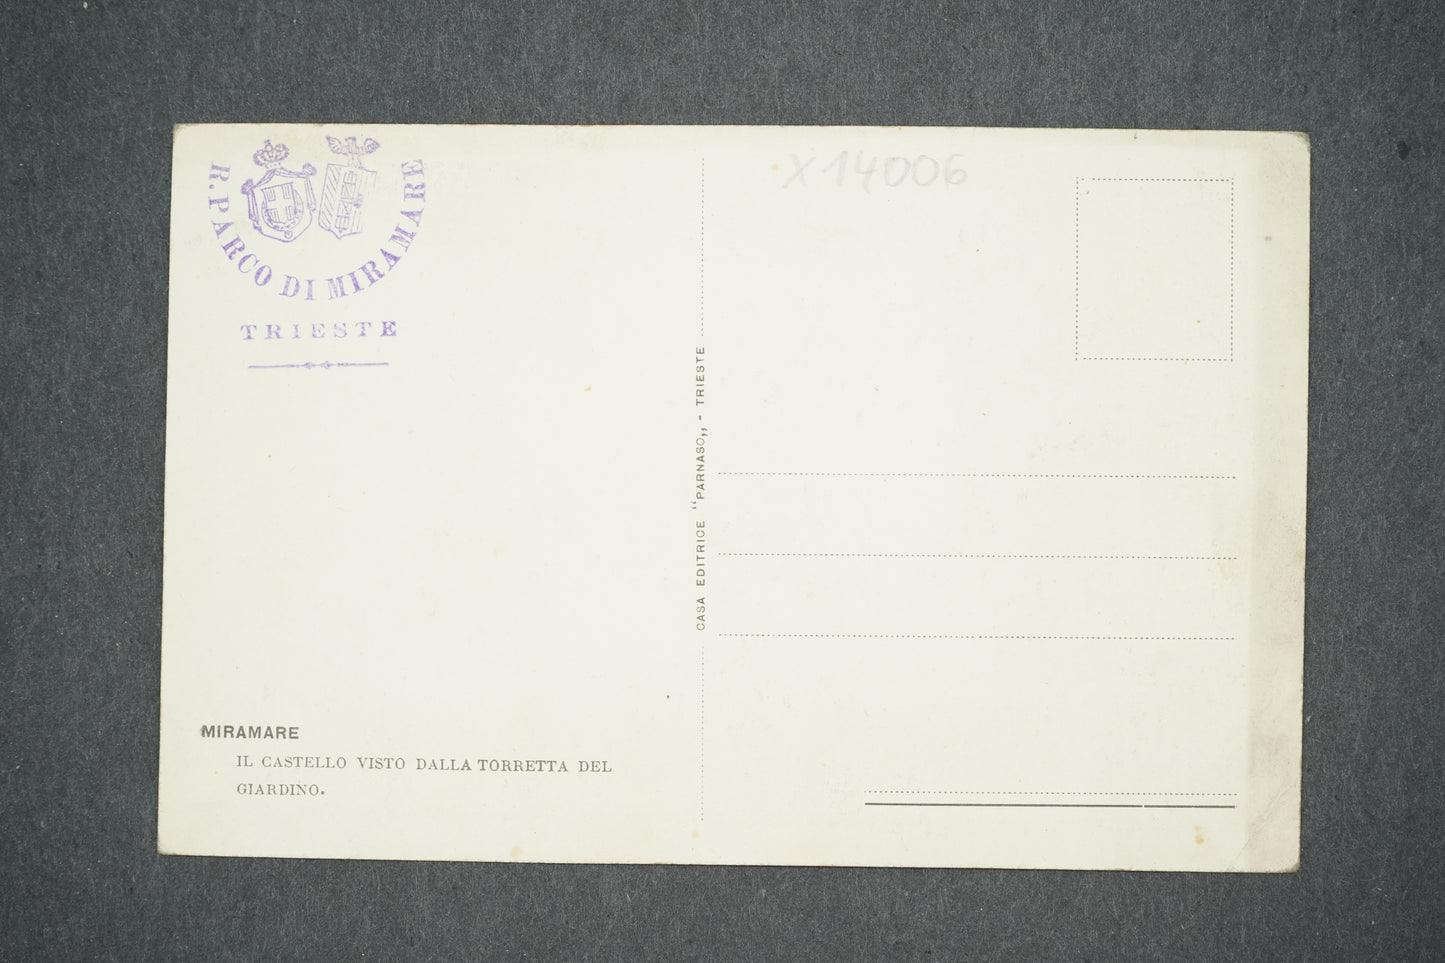 R. PARCO DI MIRAMARE
TRIESTE
X14006
CASA EDITRICE "PARNASO,, - TRIESTE
MIRAMARE
IL CASTELLO VISTO DALLA TORRETTA DEL
GIARDINO.